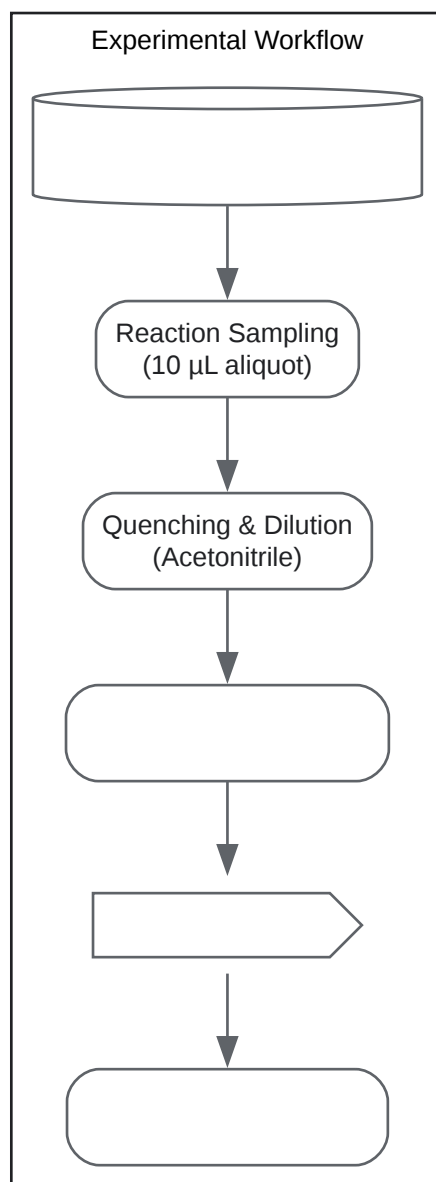 Experimental Workflow
Reaction Sampling
(10 µL aliquot)
Quenching & Dilution
(Acetonitrile)